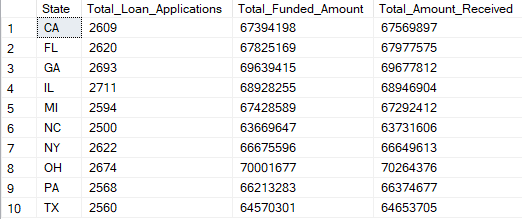 State Total_Loan_Applications Total_Funded_Amount Total_Amount_Received
1 CA 2609 67394198 67569897
2 FL 2620 67825169 67977575
3 GA 2693 69639415 69677812
4 IL 2711 68928255 68946904
5 MI 2594 67428589 67292412
6 NC 2500 63669647 63731606
7 NY 2622 66675596 66649613
8 OH 2674 70001677 70264376
9 PA 2568 66213283 66374677
10 TX 2560 64570301 64653705